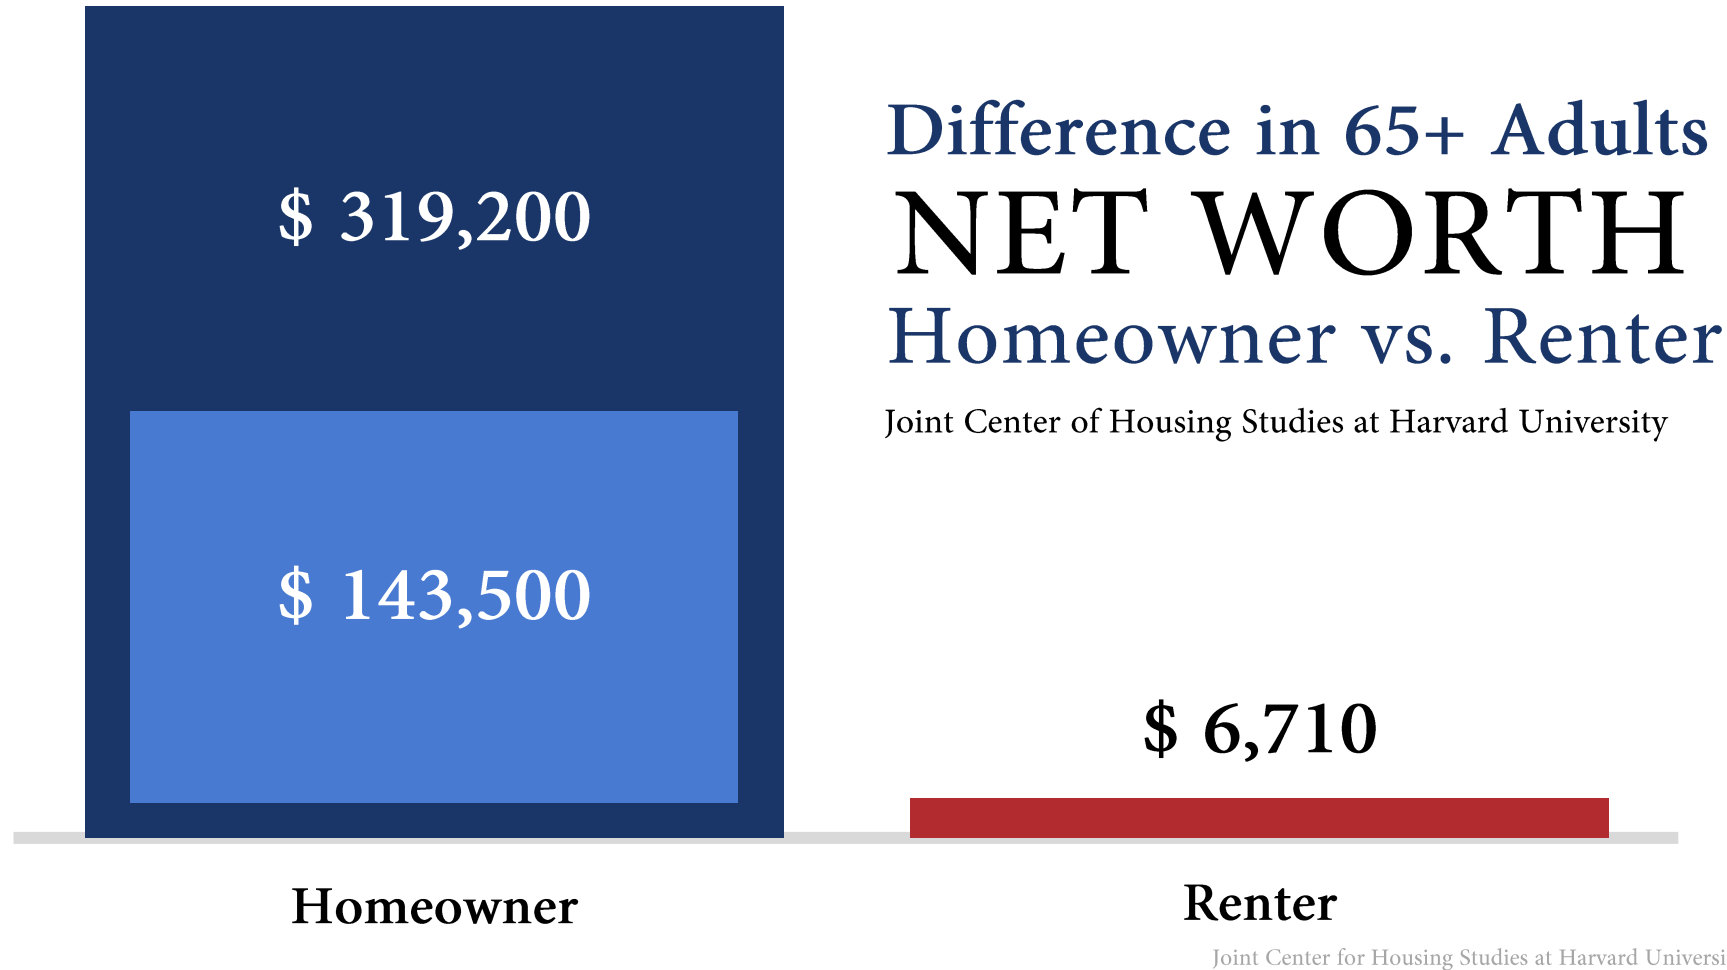 Difference in 65+ Adults
NET WORTH
Homeowner vs. Renter
Joint Center of Housing Studies at Harvard University
$ 319,200
$ 143,500
$ 6,710
Homeowner
Renter
Joint Center for Housing Studies at Harvard Universi